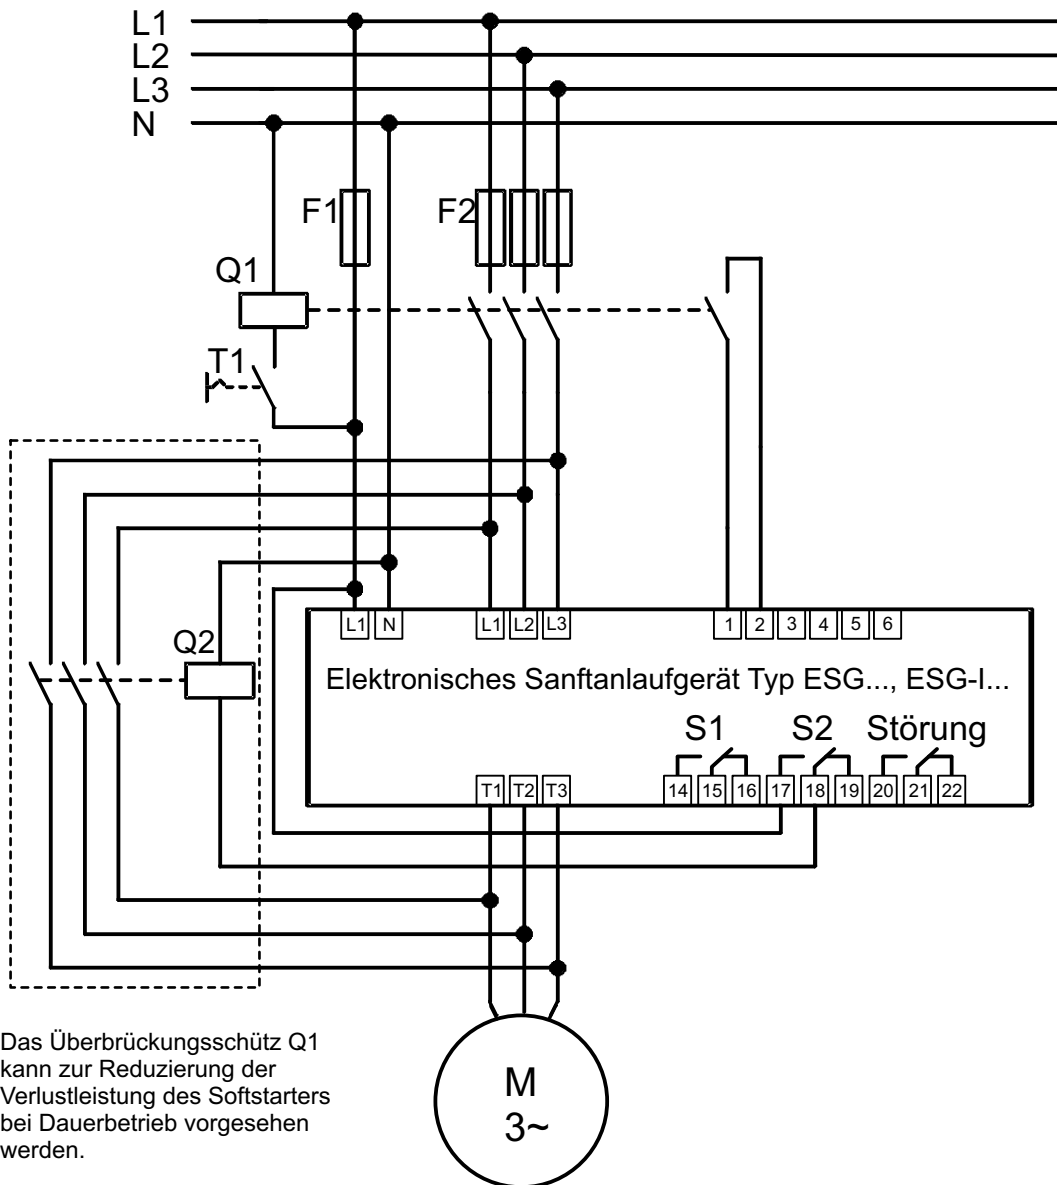 L1
L2
L3
N
F1
F2
Q1
T1
L1 N L1 L2 L3 1 2 3 4 5 6
Q2
Elektronisches Sanftanlaufgerät Typ ESG..., ESG-I...
S1 S2 Störung
T1 T2 T3 14 15 16 17 18 19 20 21 22
Das Überbrückungsschütz Q1
kann zur Reduzierung der
Verlustleistung des Softstarters
bei Dauerbetrieb vorgesehen
werden.
M
3~